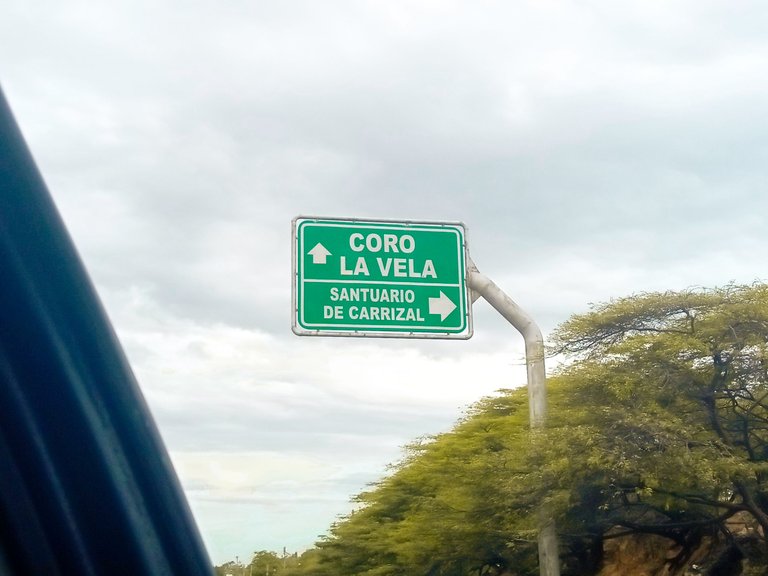 CORO
LA VELA
SANTUARIO
DE CARRIZAL